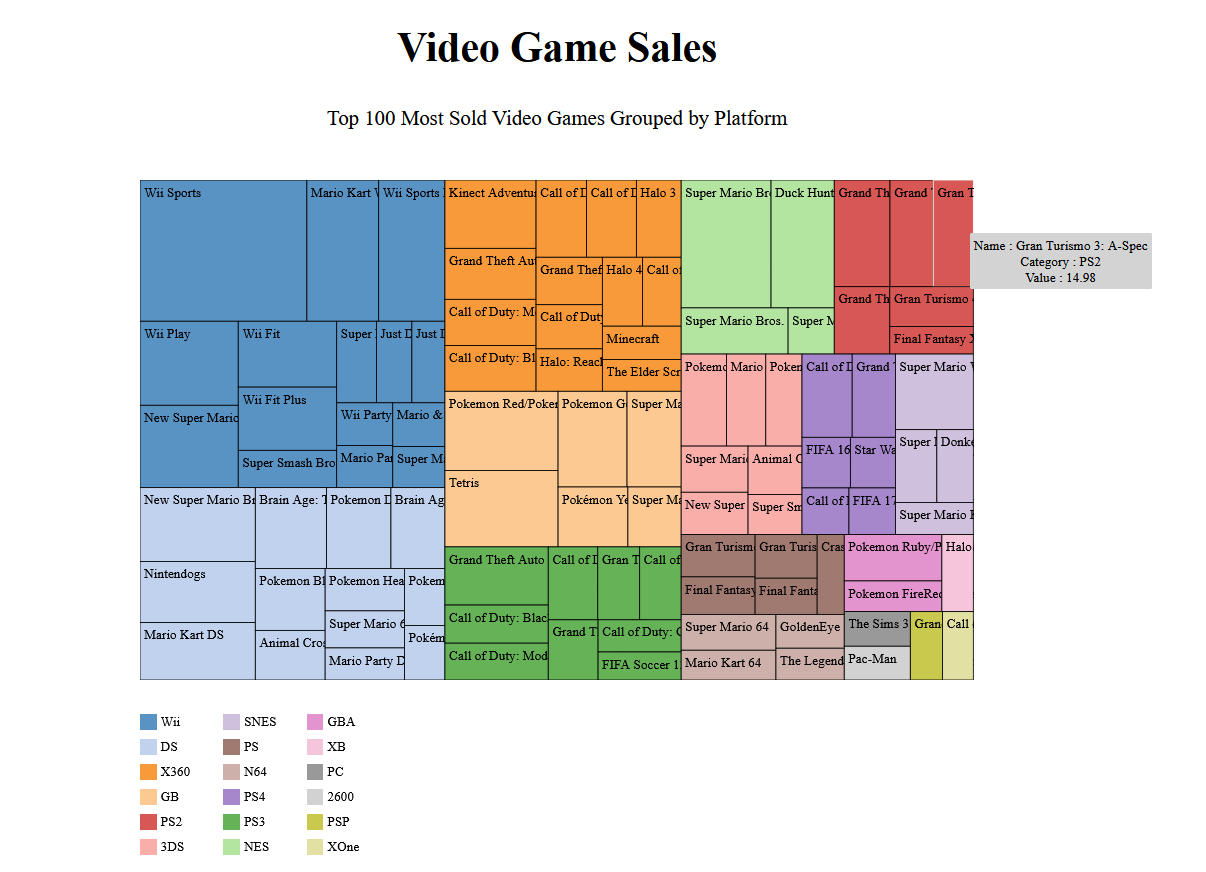 Video Game Sales
Top 100 Most Sold Video Games Grouped by Platform
Wii Sports
Mario Kart
Wii Sports
Wii Play
New Super Mario
Wii Fit
Wii Fit Plus
Super Smash Bro
Super
Just D
Just
Wii Party
Mario &
Mario Par
Super M
New Super Mario Br
Nintendogs
Mario Kart DS
Brain Age: T
Pokemon D
Brain Ag
Pokemon Bl
Animal Cros
Pokemon Hea
Super Mario 6
Mario Party D
Pokem
Pokém
Kinect Adventu
Grand Theft Au
Call of Duty: M
Call of Duty: Bl
Call of D
Call of D
Halo 3
Grand Thef
Call of Duty
Halo: Reach
Halo 4
Call of
Minecraft
The Elder Scr
Pokemon Red/Poke
Tetris
Pokemon G
Super Ma
Pokémon Ye
Super Ma
Grand Theft Auto
Call of Duty: Blac
Call of Duty: Mod
Call of D
Gran T
Call of
Grand T
Call of Duty: G
FIFA Soccer 1
Super Mario Br
Duck Hunt
Super Mario Bros.
Super M
Grand Th
Grand
Gran T
Grand Th
Gran Turismo
Final Fantasy X
Name : Gran Turismo 3: A-Spec
Category : PS2
Value : 14.98
Pokemo
Mario
Poken
Super Mario
New Super
Animal C
Super Sm
Call of D
Grand
FIFA 16
Star Wa
Call of
FIFA 17
Super Mario W
Super
Donke
Super Mario
Gran Turismo
Final Fantasy
Gran Turis
Final Fanta
Cras
Pokemon Ruby/P
Pokemon FireRed
Halo
Super Mario 64
Mario Kart 64
GoldenEye
The Legend
The Sims 3
Pac-Man
Gran
Call
Wii
DS
X360
GB
PS2
3DS
SNES
PS
N64
PS4
PS3
NES
GBA
XB
PC
2600
PSP
XOne